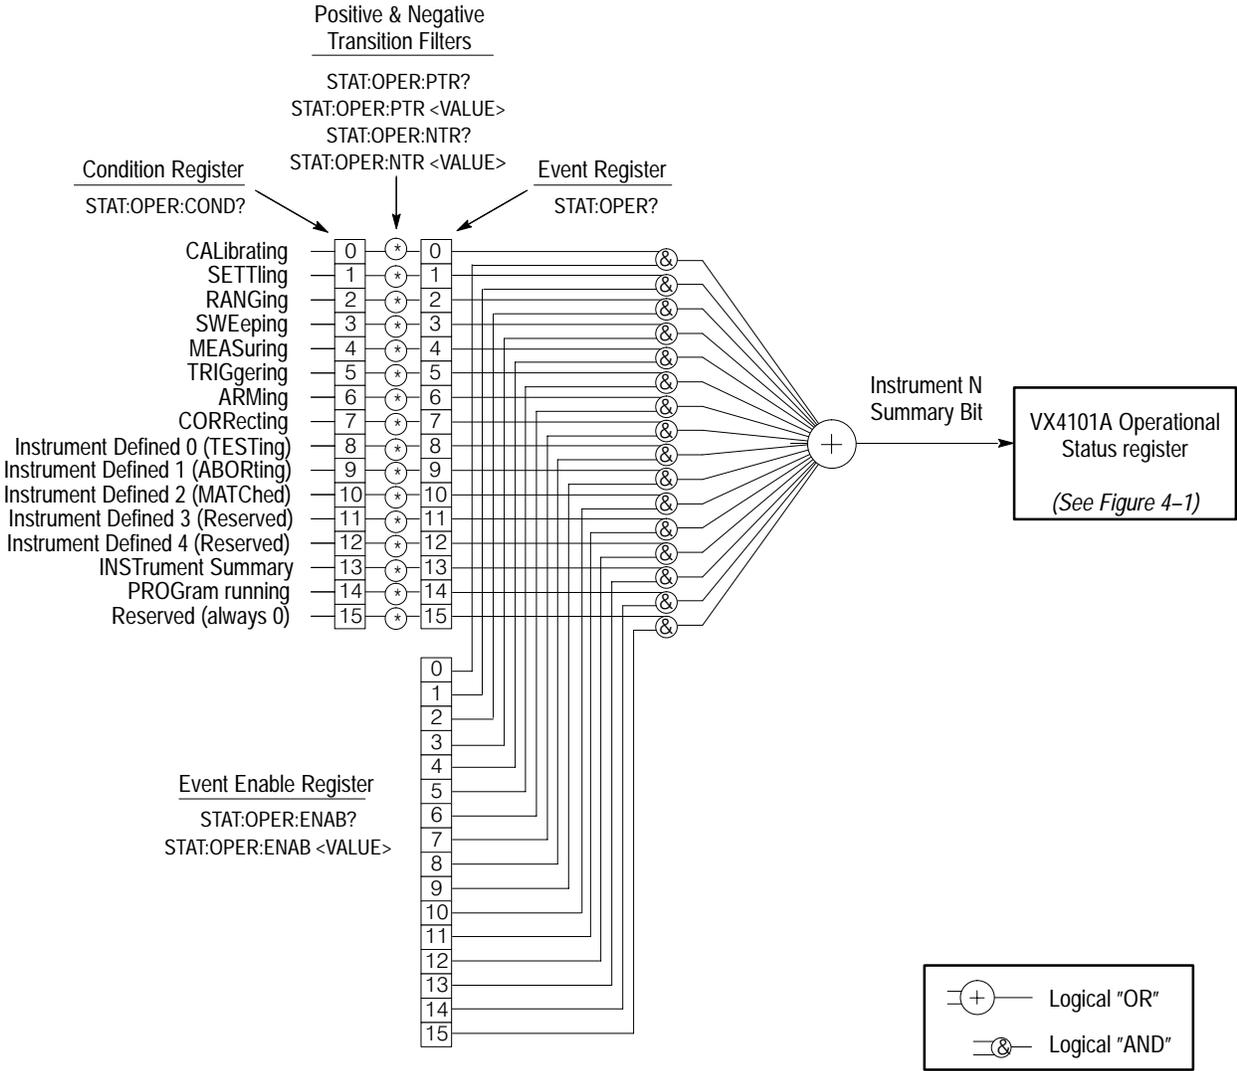 Positive & Negative
Transition Filters
STAT:OPER:PTR?
STAT:OPER:PTR <VALUE>
STAT:OPER:NTR?
STAT:OPER:NTR <VALUE>
Condition Register
STAT:OPER:COND?
Event Register
STAT:OPER?
CALibrating 0 * 0 &
SETTling 1 * 1 &
RANGing 2 * 2 &
SWEeping 3 * 3 &
MEASuring 4 * 4 &
TRIGgering 5 * 5 &
ARMing 6 * 6 &
CORRecting 7 * 7 &
Instrument Defined 0 (TESTing) 8 * 8 &
Instrument Defined 1 (ABORting) 9 * 9 &
Instrument Defined 2 (MATChed) 10 * 10 &
Instrument Defined 3 (Reserved) 11 * 11 &
Instrument Defined 4 (Reserved) 12 * 12 &
INSTrument Summary 13 * 13 &
PROGram running 14 * 14 &
Reserved (always 0) 15 * 15 &
+
Instrument N
Summary Bit
VX4101A Operational
Status register
(See Figure 4–1)
0
1
2
3
4
5
6
7
8
9
10
11
12
13
14
15
Event Enable Register
STAT:OPER:ENAB?
STAT:OPER:ENAB <VALUE>
+ Logical "OR"
& Logical "AND"